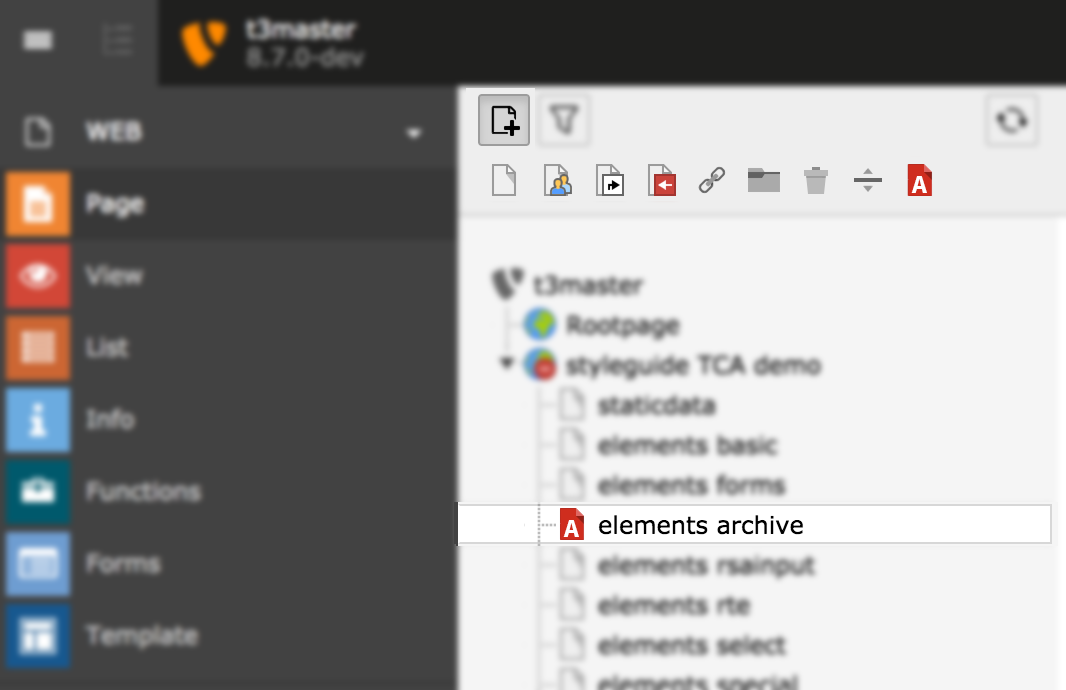 t3master
8.7.0-dev
WEB
Page
View
List
Info
Functions
Forms
Template
A
t3master
Rootpage
styleguide TCA demo
staticdata
elements basic
elements forms
A elements archive
elements rsainput
elements rte
elements select
elements special